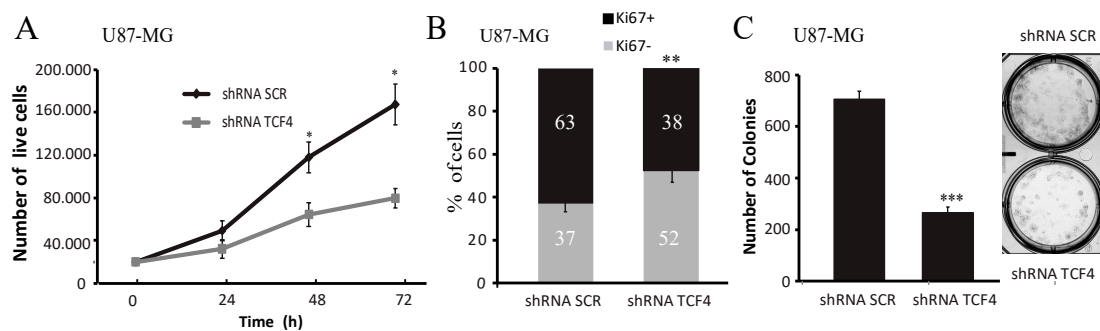 A
U87-MG
200.000
160.000
120.000
80.000
40.000
Number of live cells
shRNA SCR
shRNA TCF4
*
*
0
24
48
72
Time (h)
B
U87-MG
Ki67+
Ki67-
**
100
80
60
40
20
0
% of cells
63
38
37
52
shRNA SCR
shRNA TCF4
C
U87-MG
800
600
400
200
0
Number of Colonies
***
shRNA SCR
shRNA TCF4
shRNA SCR
shRNA TCF4